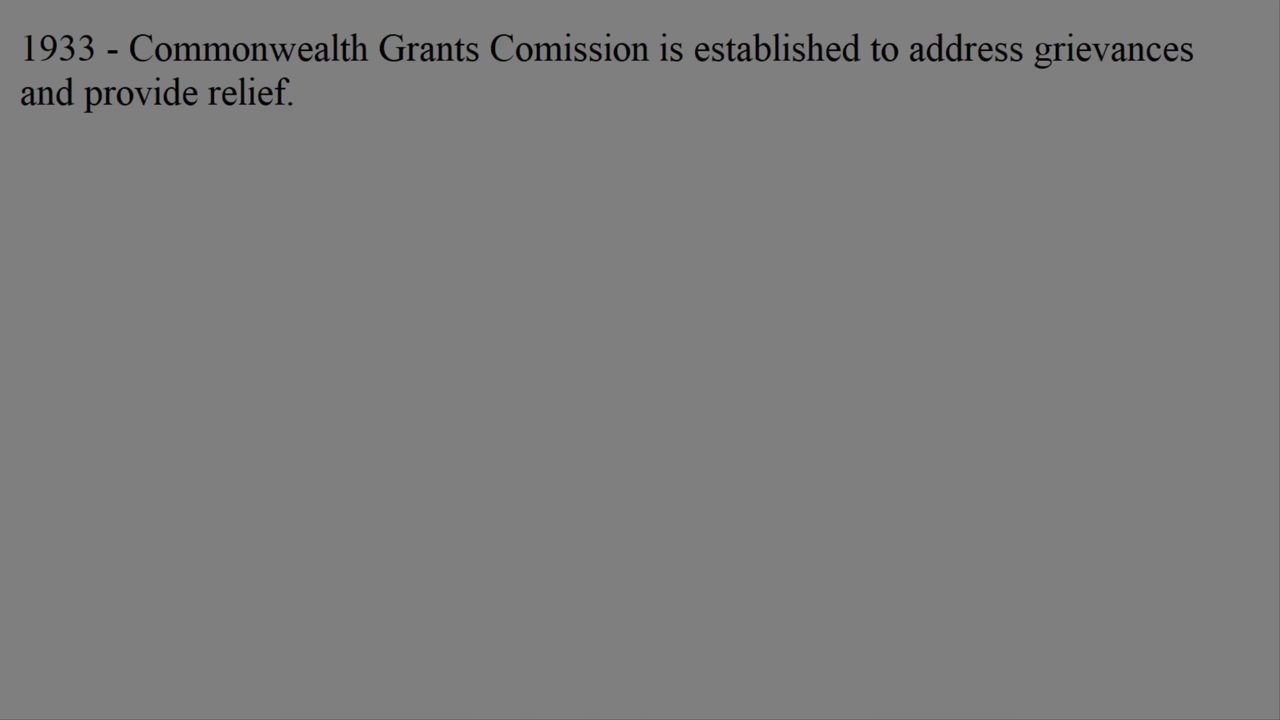 1933 - Commonwealth Grants Comission is established to address grievances
and provide relief.